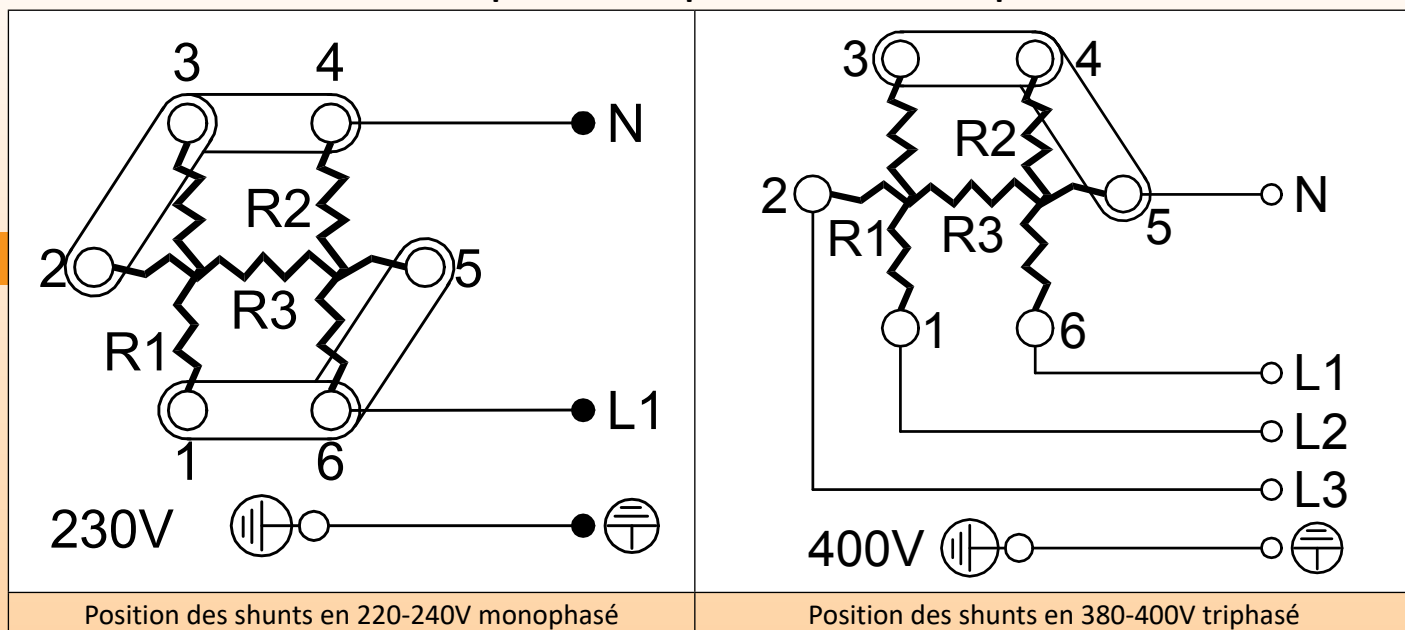 3 4
N
R2
2 5
R3
R1
L1
1 6
230V
Position des shunts en 220-240V monophasé
3 4
R2
2 N
R1 R3 5
1 6
L1
L2
L3
400V
Position des shunts en 380-400V triphasé